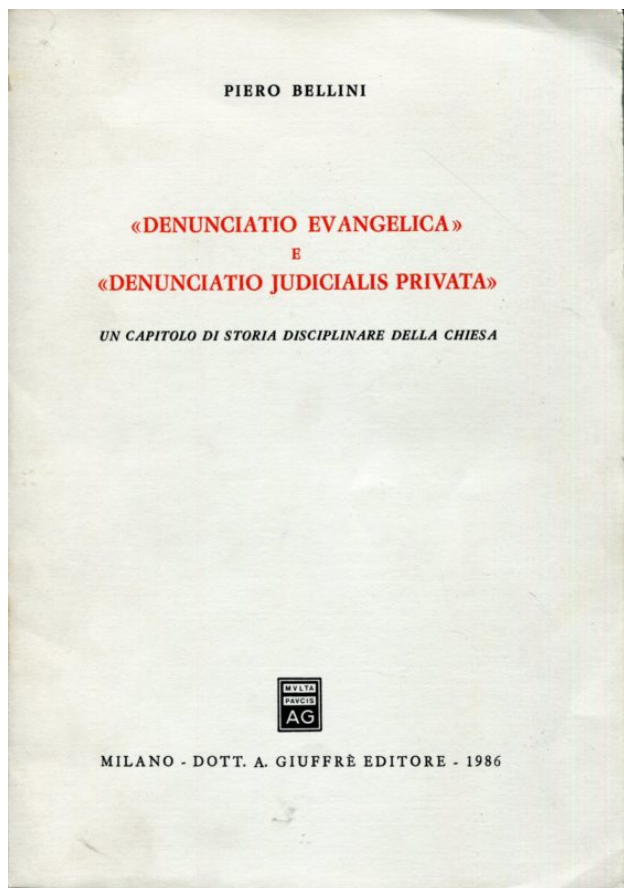 PIERO BELLINI
«DENUNCIATIO EVANGELICA»
E
«DENUNCIATIO JUDICIALIS PRIVATA»
UN CAPITOLO DI STORIA DISCIPLINARE DELLA CHIESA
MVLTA
PAVCIS
AG
MILANO - DOTT. A. GIUFFRÈ EDITORE - 1986